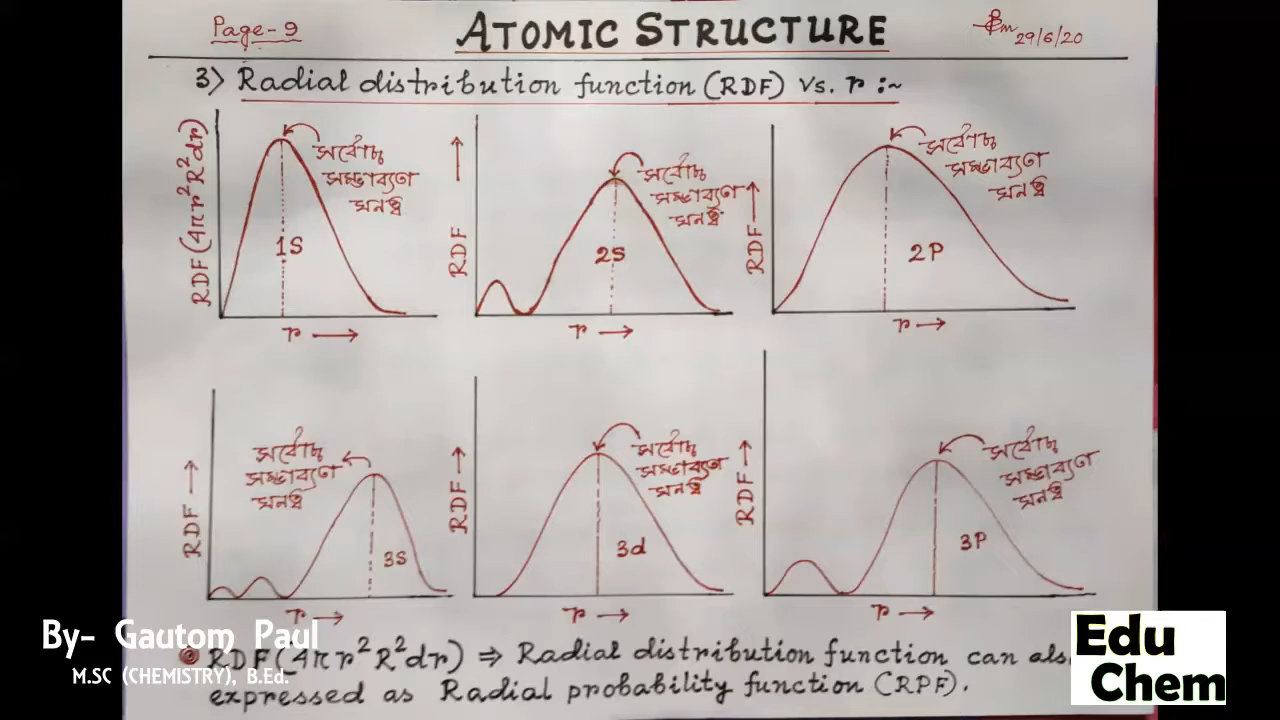 Page-9
ATOMIC STRUCTURE
29/6/20
3) Radial distribution function (RDF) Vs. r :~
RDF (4πr²R²dr)
সর্বোচ্চ
সম্ভাব্যতা
ঘনত্ব
1S
r →
RDF →
সর্বোচ্চ
সম্ভাব্যতা
ঘনত্ব
2S
r →
RDF →
সর্বোচ্চ
সম্ভাব্যতা
ঘনত্ব
2P
r →
RDF →
সর্বোচ্চ
সম্ভাব্যতা
ঘনত্ব
3S
r →
RDF →
সর্বোচ্চ
সম্ভাব্যতা
ঘনত্ব
3d
r →
RDF →
সর্বোচ্চ
সম্ভাব্যতা
ঘনত্ব
3P
r →
RDF (4πr²R²dr) ⇒ Radial distribution function can
expressed as Radial probability function (RPF).
By- Gautom Paul
M.SC (CHEMISTRY), B.Ed.
Edu
Chem